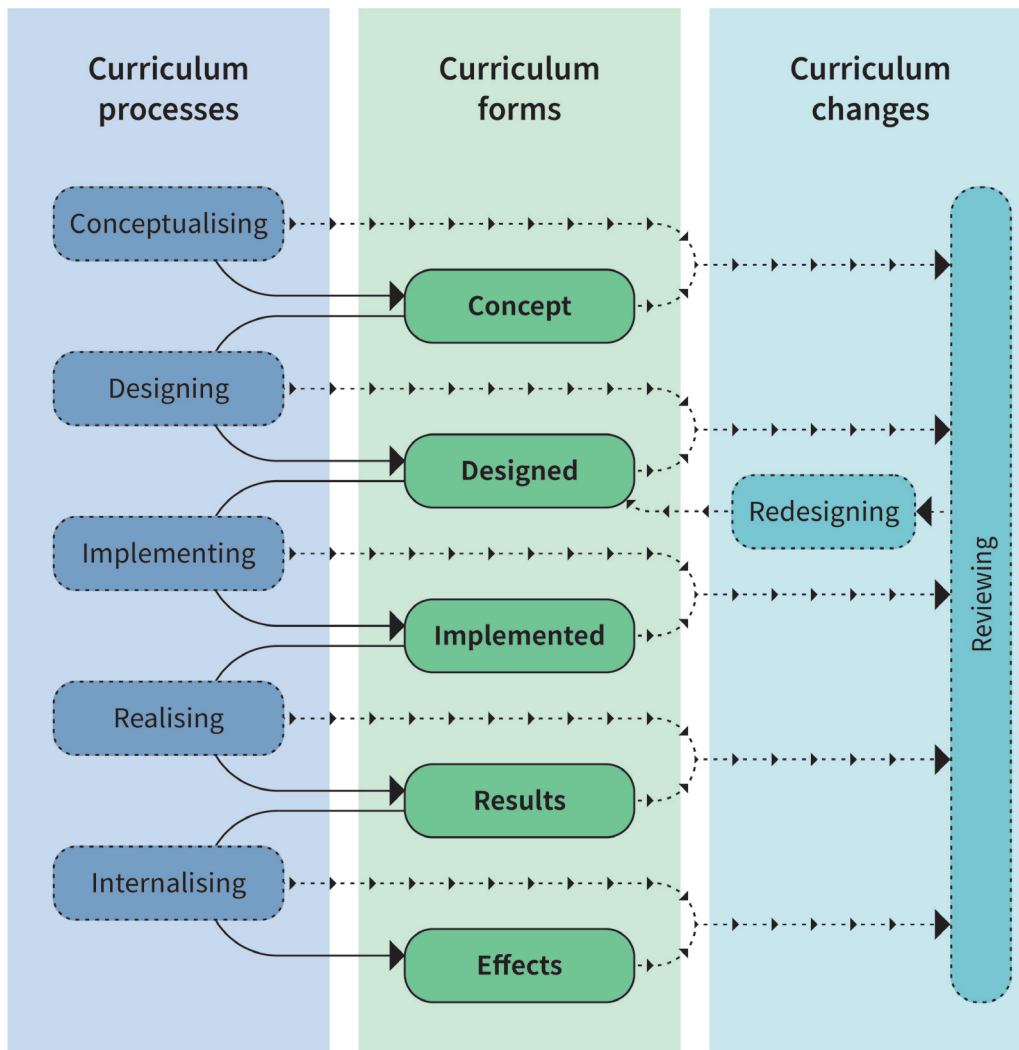 Curriculum
processes
Curriculum
forms
Curriculum
changes
Conceptualising
Concept
Designing
Designed
Redesigning
Implementing
Implemented
Reviewing
Realising
Results
Internalising
Effects